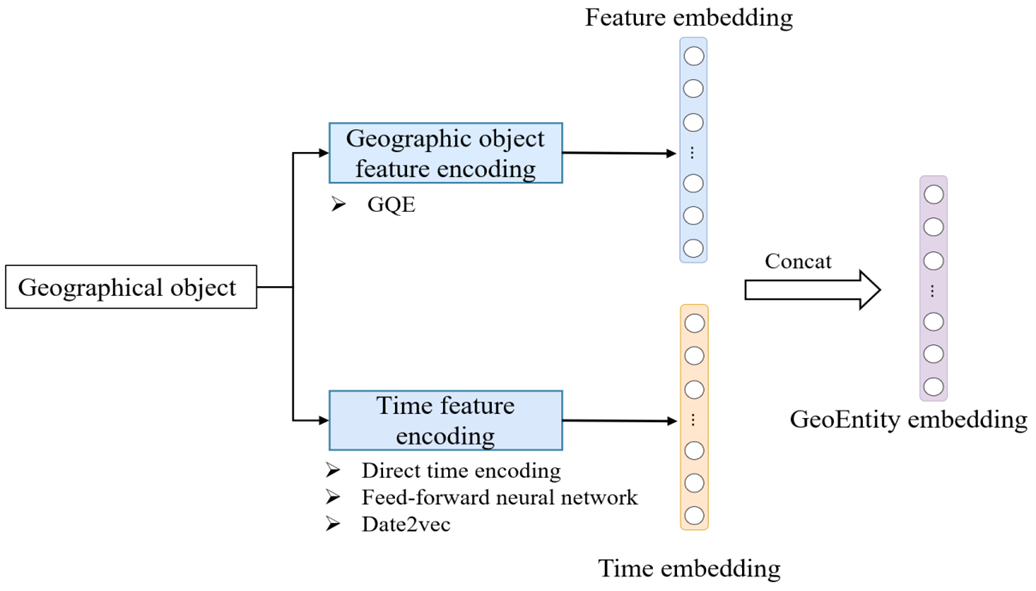 Feature embedding
Geographic object
feature encoding
GQE
Concat
Geographical object
GeoEntity embedding
Time feature
encoding
Direct time encoding
Feed-forward neural network
Date2vec
Time embedding